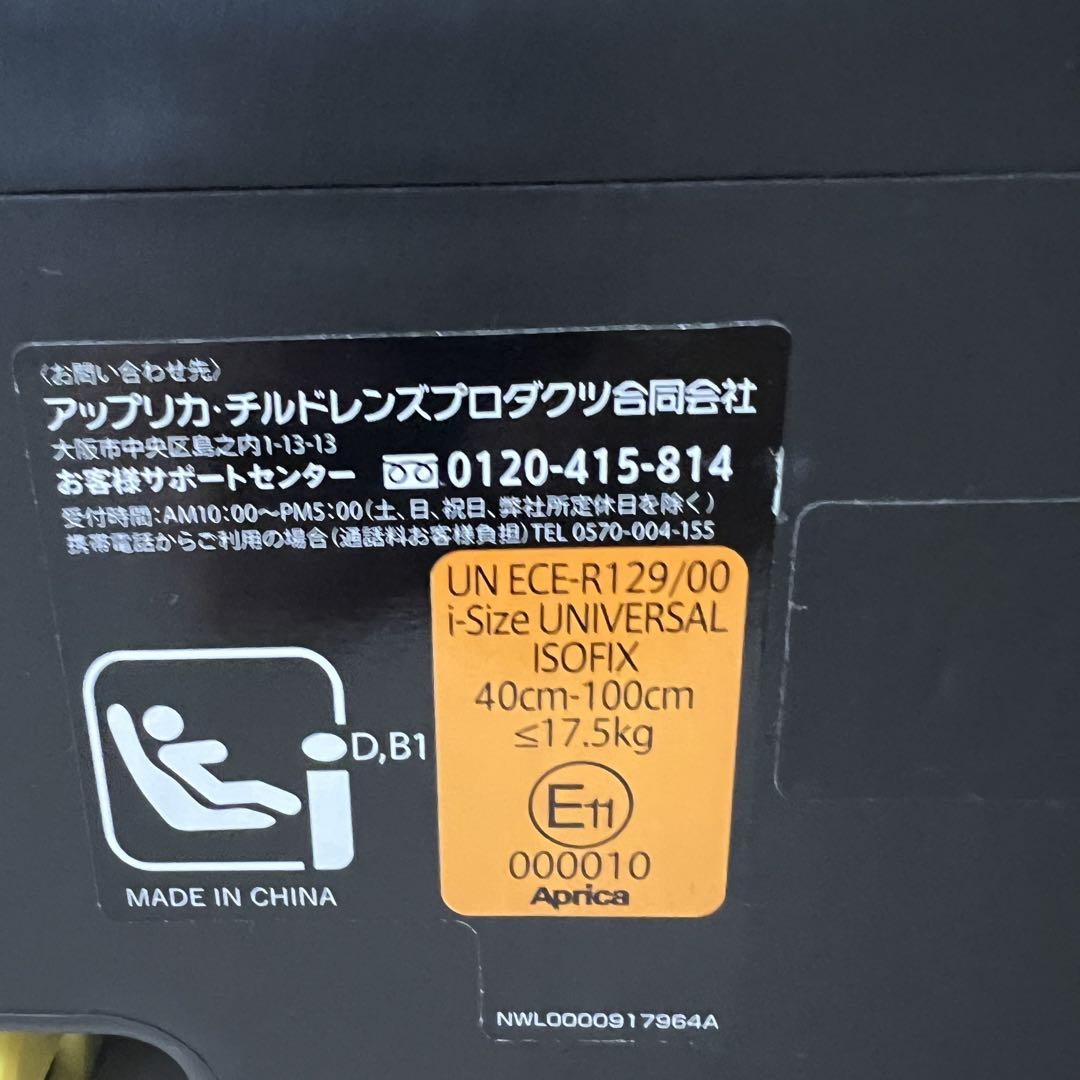 〈お問い合わせ先〉
アップリカ・チルドレンズプロダクツ合同会社
大阪市中央区島之内1-13-13
お客様サポートセンター 0120-415-814
受付時間:AM10:00〜PM5:00(土、日、祝日、弊社所定休日を除く)
携帯電話からご利用の場合(通話料お客様負担)TEL 0570-004-155
UN ECE-R129/00
i-Size UNIVERSAL
ISOFIX
40cm-100cm
≤17.5kg
E11
000010
Aprica
i D,B1
MADE IN CHINA
NWL0000917964A